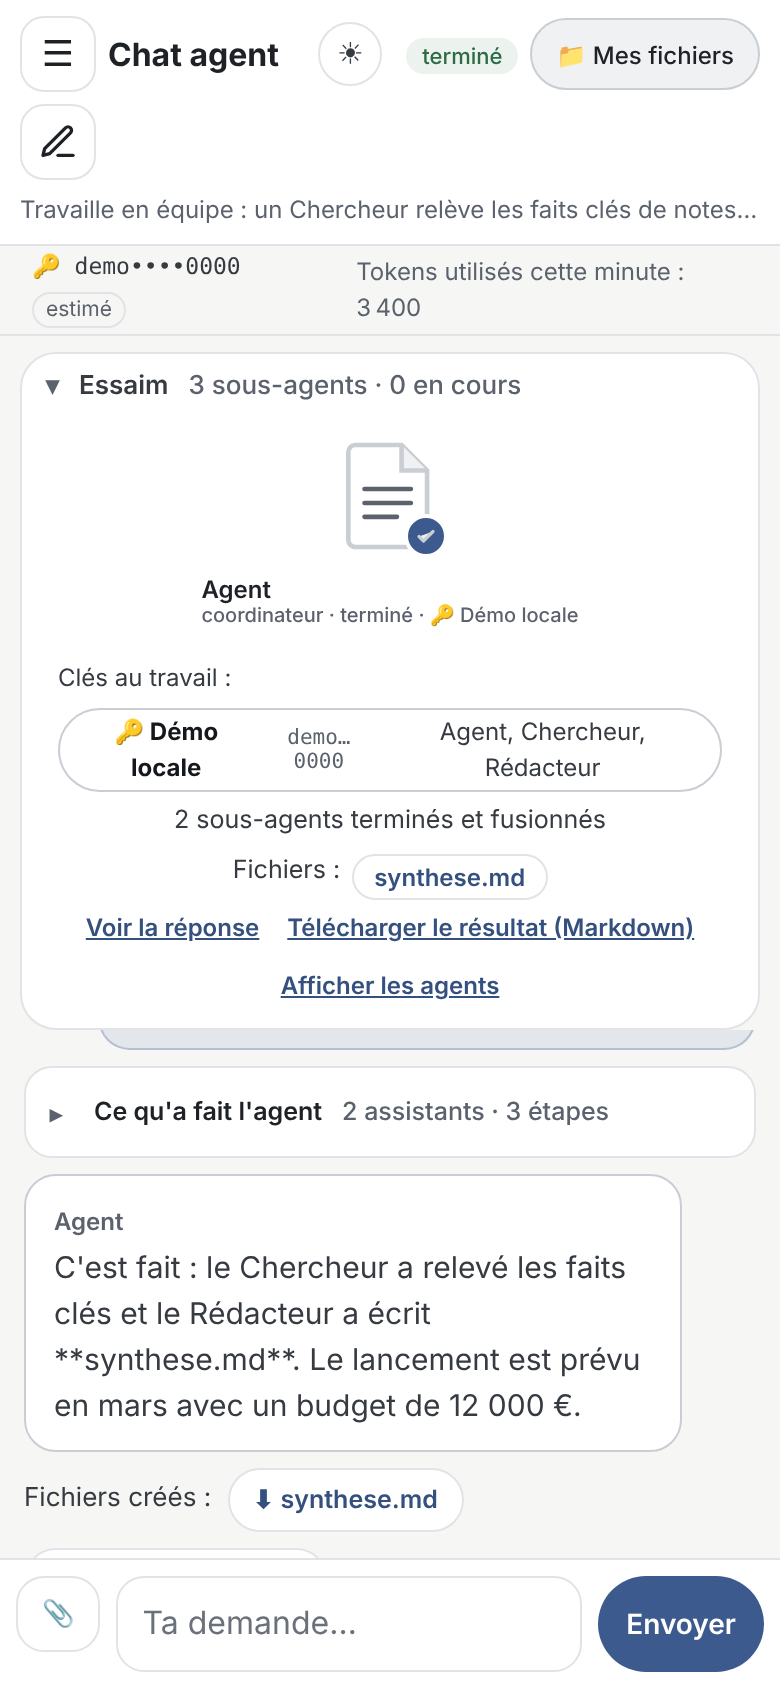 Chat agent
terminé
Mes fichiers
Travaille en équipe : un Chercheur relève les faits clés de notes…
demo••••0000
estimé
Tokens utilisés cette minute :
3 400
Essaim 3 sous-agents · 0 en cours
Agent
coordinateur · terminé · 🔑 Démo locale
Clés au travail :
🔑 Démo
locale
demo…
0000
Agent, Chercheur,
Rédacteur
2 sous-agents terminés et fusionnés
Fichiers : synthese.md
Voir la réponse Télécharger le résultat (Markdown)
Afficher les agents
Ce qu'a fait l'agent 2 assistants · 3 étapes
Agent
C'est fait : le Chercheur a relevé les faits
clés et le Rédacteur a écrit
**synthese.md**. Le lancement est prévu
en mars avec un budget de 12 000 €.
Fichiers créés : ⬇ synthese.md
Ta demande…
Envoyer